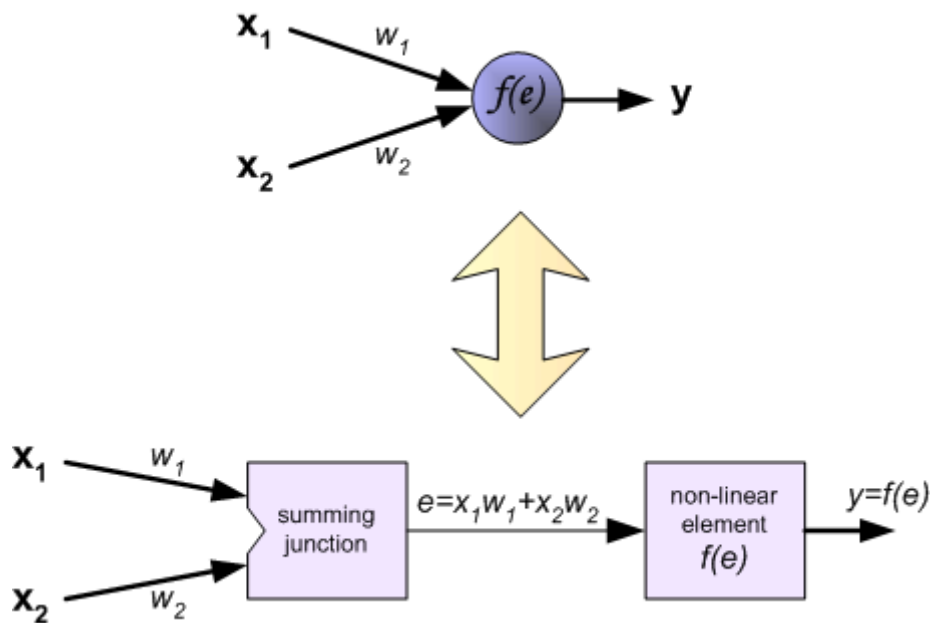 x₁
w₁
f(e)
y
x₂
w₂
x₁
w₁
summing
junction
e=x₁w₁+x₂w₂
non-linear
element
f(e)
y=f(e)
x₂
w₂